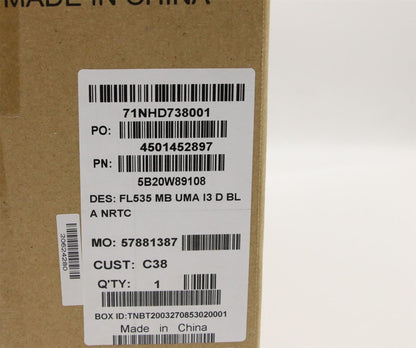 MADE IN CHINA
71NHD738001
PO:
4501452897
PN:
5B20W89108
DES: FL535 MB UMA I3 D BL
A NRTC
MO: 57881387
CUST: C38
Q'TY: 1
BOX ID:TNBT2003270853020001
Made in China
20624280